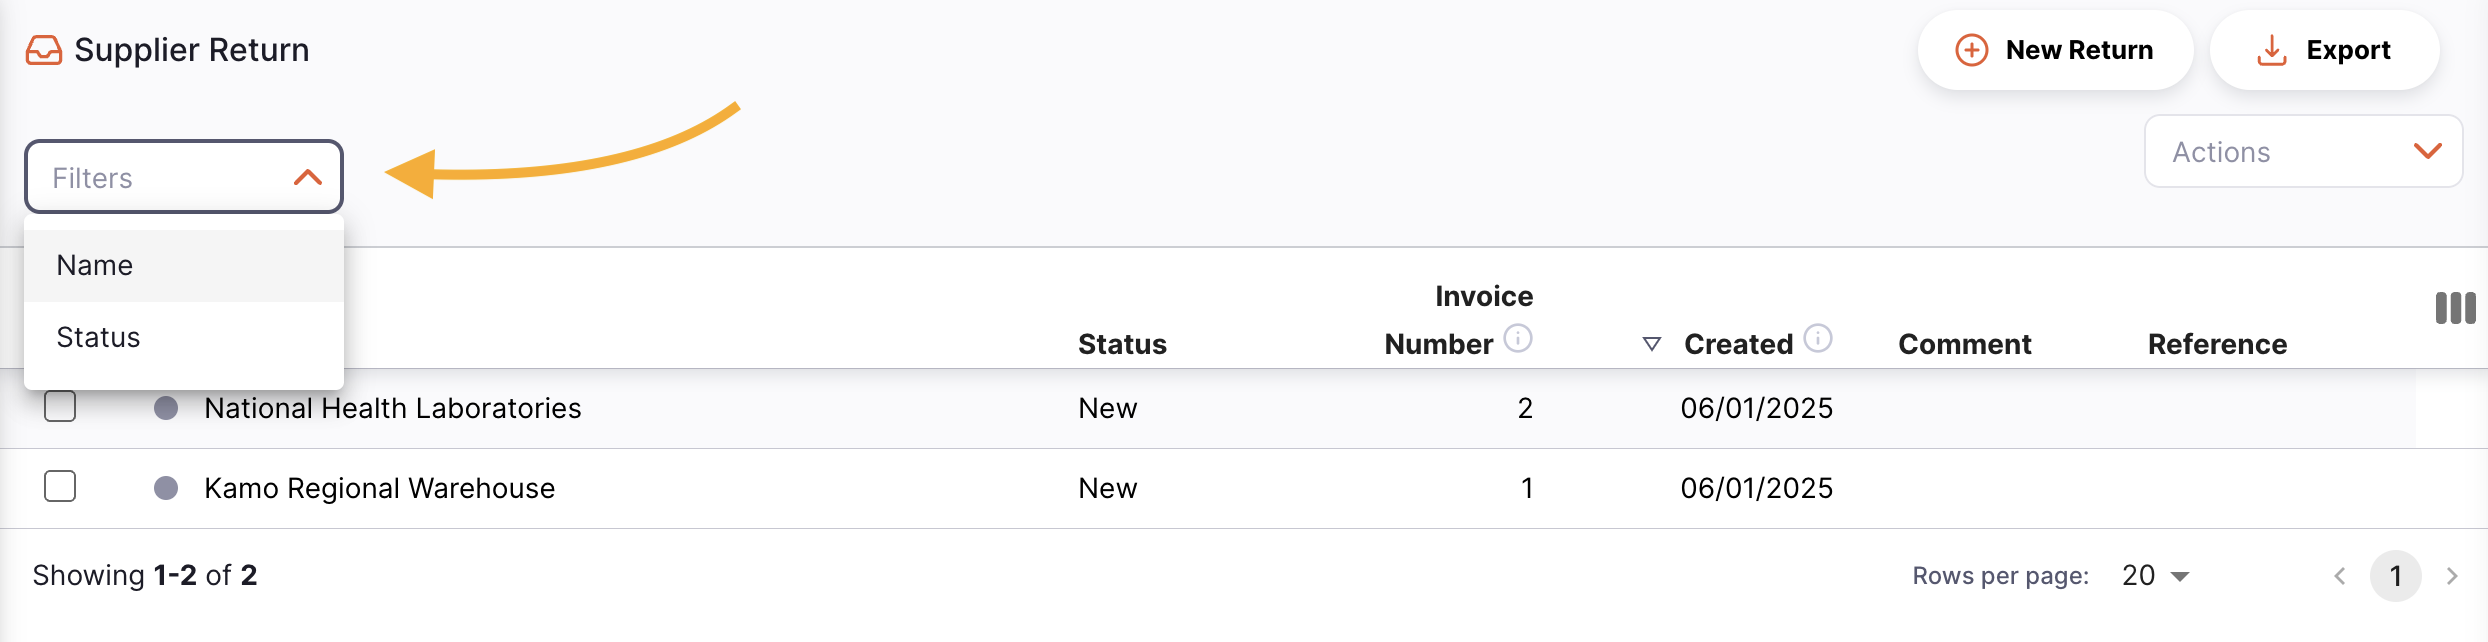 Supplier Return
New Return
Export
Filters
Actions
Name
Status
Status
Invoice
Number
Created
Comment
Reference
National Health Laboratories New 2 06/01/2025
Kamo Regional Warehouse New 1 06/01/2025
Showing 1-2 of 2
Rows per page: 20
1